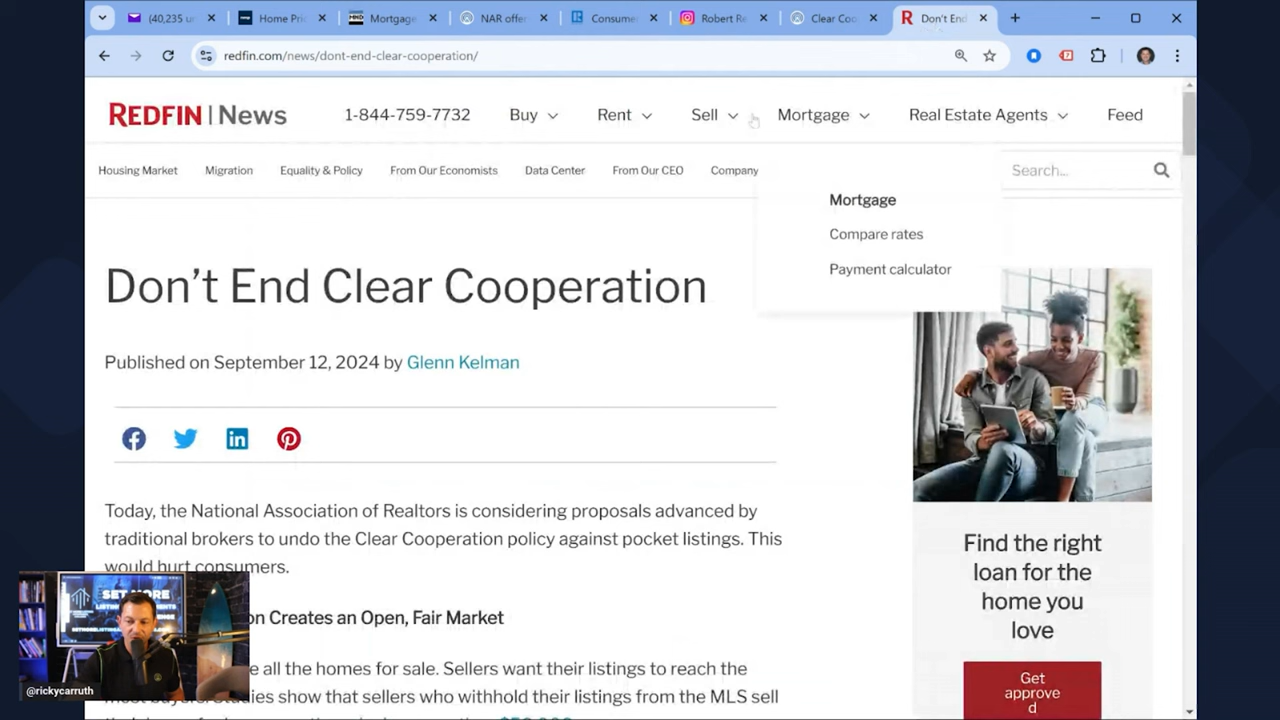 (40,235 u
Home Pri
Mortgage
NAR offer
Consume
Robert Re
Clear Coo
Don't End
redfin.com/news/dont-end-clear-cooperation/
REDFIN | News
1-844-759-7732
Buy
Rent
Sell
Mortgage
Real Estate Agents
Feed
Housing Market
Migration
Equality & Policy
From Our Economists
Data Center
From Our CEO
Company
Search...
Mortgage
Compare rates
Payment calculator
Don't End Clear Cooperation
Published on September 12, 2024 by Glenn Kelman
Today, the National Association of Realtors is considering proposals advanced by
traditional brokers to undo the Clear Cooperation policy against pocket listings. This
would hurt consumers.
on Creates an Open, Fair Market
e all the homes for sale. Sellers want their listings to reach the
dies show that sellers who withhold their listings from the MLS sell
Find the right
loan for the
home you
love
Get
approve
d
SET MORE
@rickycarruth